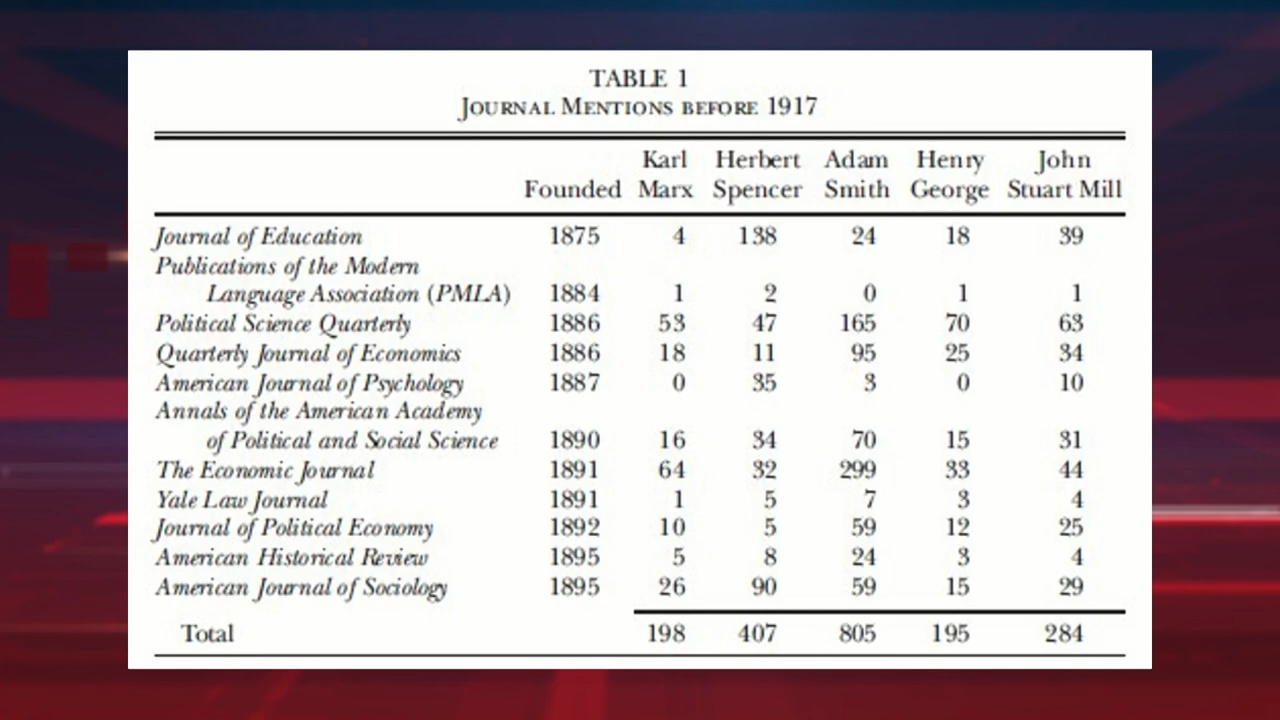 TABLE 1
JOURNAL MENTIONS BEFORE 1917
Karl Herbert Adam Henry John
Founded Marx Spencer Smith George Stuart Mill
Journal of Education 1875 4 138 24 18 39
Publications of the Modern
Language Association (PMLA) 1884 1 2 0 1 1
Political Science Quarterly 1886 53 47 165 70 63
Quarterly Journal of Economics 1886 18 11 95 25 34
American Journal of Psychology 1887 0 35 3 0 10
Annals of the American Academy
of Political and Social Science 1890 16 34 70 15 31
The Economic Journal 1891 64 32 299 33 44
Yale Law Journal 1891 1 5 7 3 4
Journal of Political Economy 1892 10 5 59 12 25
American Historical Review 1895 5 8 24 3 4
American Journal of Sociology 1895 26 90 59 15 29
Total 198 407 805 195 284